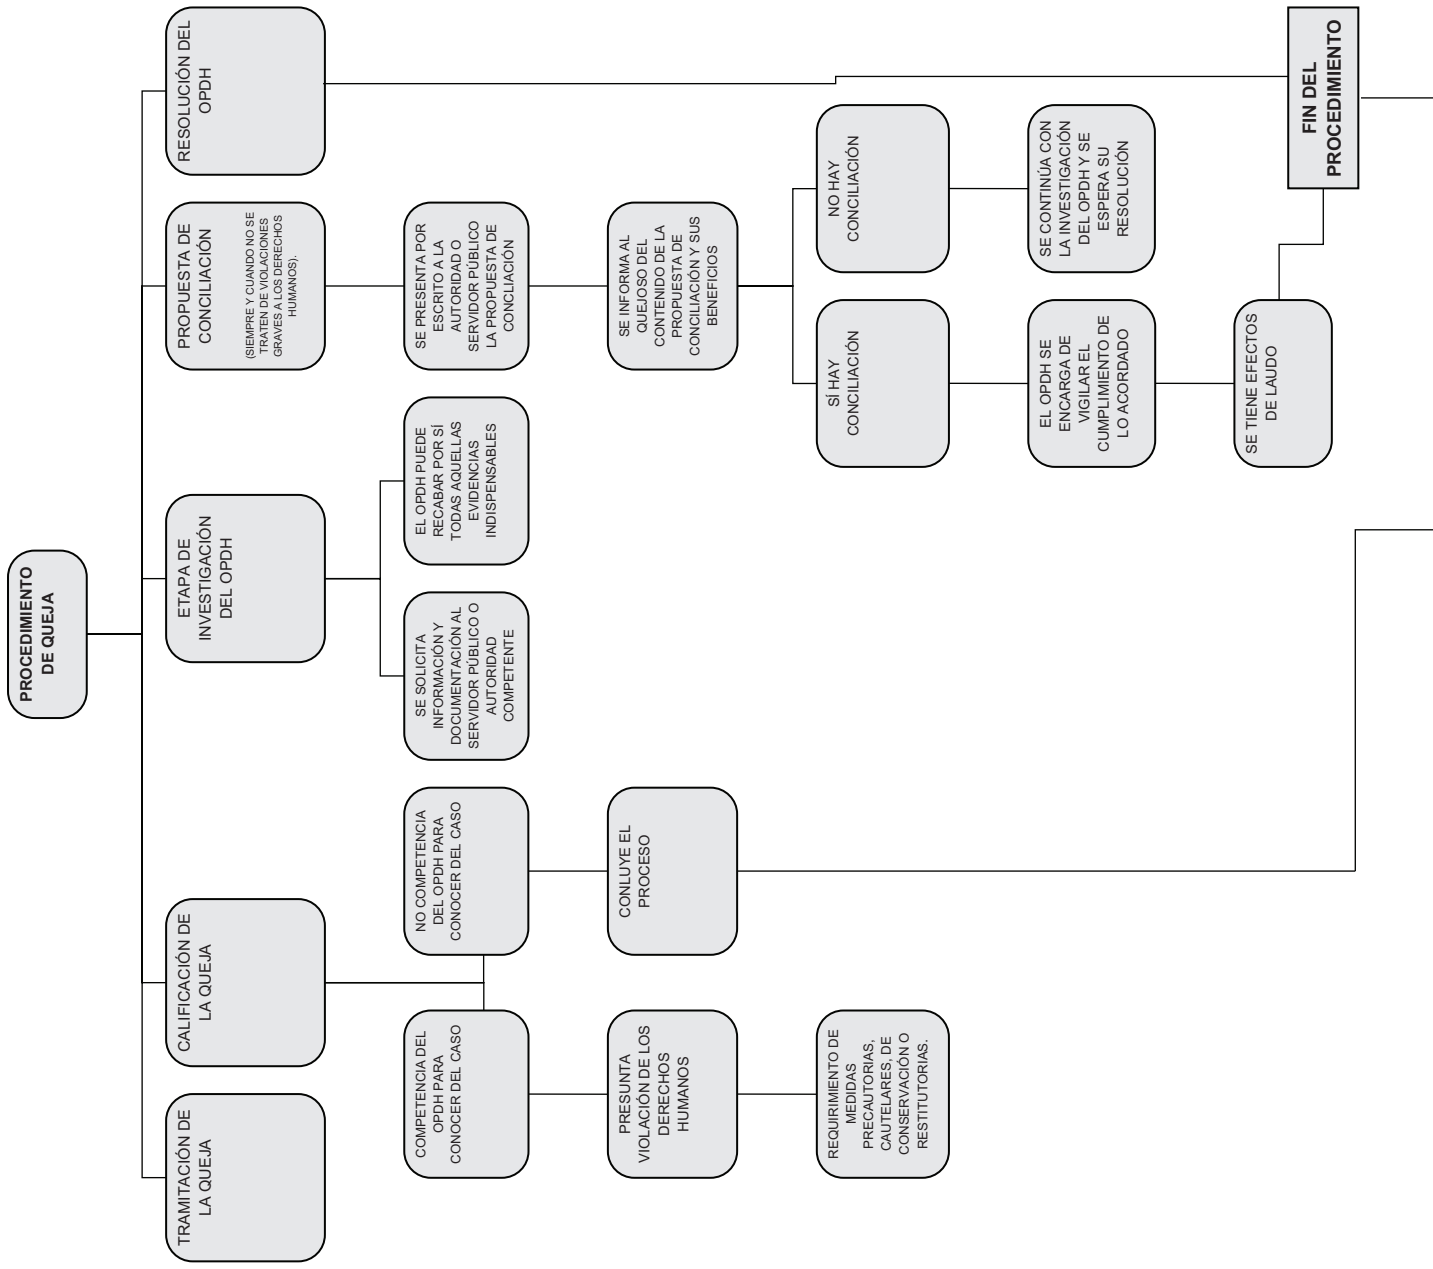 PROCEDIMIENTO
DE QUEJA
TRAMITACIÓN DE
LA QUEJA
CALIFICACIÓN DE
LA QUEJA
COMPETENCIA DEL
OPDH PARA
CONOCER DEL CASO
PRESUNTA
VIOLACIÓN DE LOS
DERECHOS
HUMANOS
REQUIRIMIENTO DE
MEDIDAS
PRECAUTORIAS,
CAUTELARES, DE
CONSERVACIÓN O
RESTITUTORIAS.
NO COMPETENCIA
DEL OPDH PARA
CONOCER DEL CASO
CONLUYE EL
PROCESO
ETAPA DE
INVESTIGACIÓN
DEL OPDH
SE SOLICITA
INFORMACIÓN Y
DOCUMENTACIÓN AL
SERVIDOR PÚBLICO O
AUTORIDAD
COMPETENTE
EL OPDH PUEDE
RECABAR POR SÍ
TODAS AQUELLAS
EVIDENCIAS
INDISPENSABLES
PROPUESTA DE
CONCILIACIÓN
(SIEMPRE Y CUANDO NO SE
TRATEN DE VIOLACIONES
GRAVES A LOS DERECHOS
HUMANOS).
SE PRESENTA POR
ESCRITO A LA
AUTORIDAD O
SERVIDOR PÚBLICO
LA PROPUESTA DE
CONCLIACIÓN
SE INFORMA AL
QUEJOSO DEL
CONTENIDO DE LA
PROPUESTA DE
CONCILIACIÓN Y SUS
BENEFICIOS
SÍ HAY
CONCILIACIÓN
EL OPDH SE
ENCARGA DE
VIGILAR EL
CUMPLIMIENTO DE
LO ACORDADO
SE TIENE EFECTOS
DE LAUDO
NO HAY
CONCILIACIÓN
SE CONTINÚA CON
LA INVESTIGACIÓN
DEL OPDH Y SE
ESPERA SU
RESOLUCIÓN
RESOLUCIÓN DEL
OPDH
FIN DEL
PROCEDIMIENTO